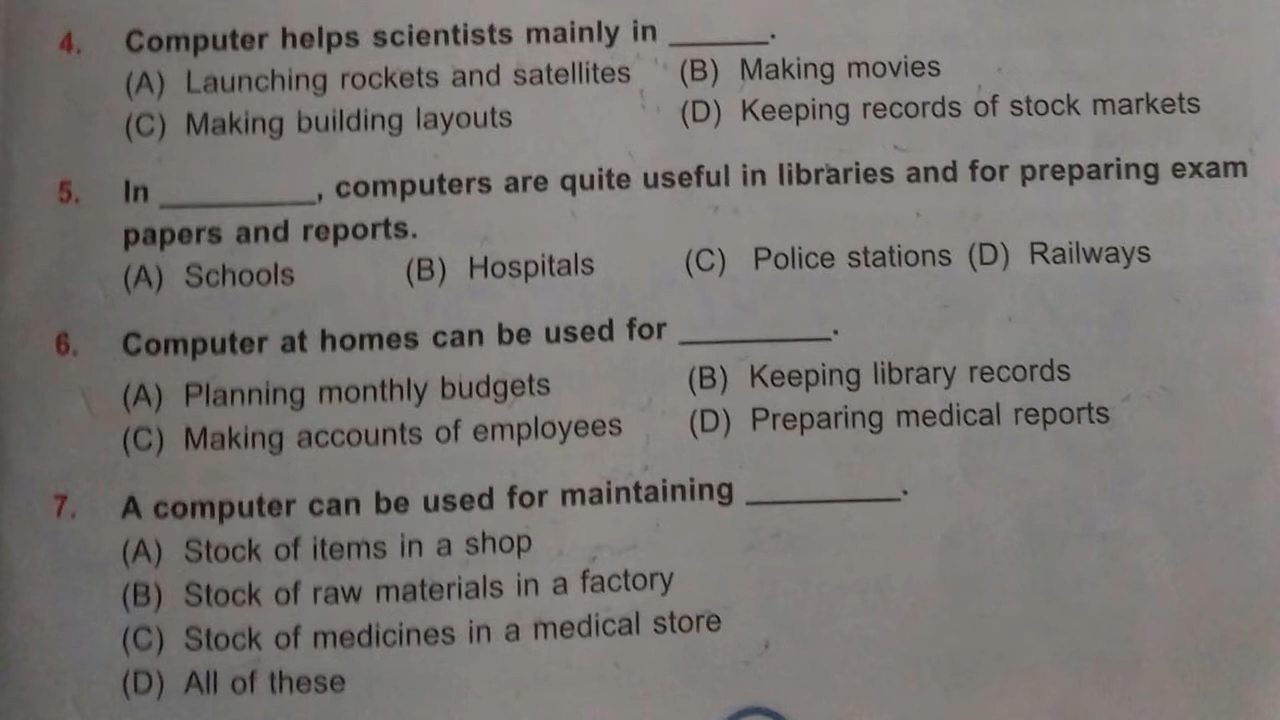 4. Computer helps scientists mainly in ______.
(A) Launching rockets and satellites (B) Making movies
(C) Making building layouts (D) Keeping records of stock markets
5. In _________, computers are quite useful in libraries and for preparing exam
papers and reports.
(A) Schools (B) Hospitals (C) Police stations (D) Railways
6. Computer at homes can be used for _________.
(A) Planning monthly budgets (B) Keeping library records
(C) Making accounts of employees (D) Preparing medical reports
7. A computer can be used for maintaining _________.
(A) Stock of items in a shop
(B) Stock of raw materials in a factory
(C) Stock of medicines in a medical store
(D) All of these